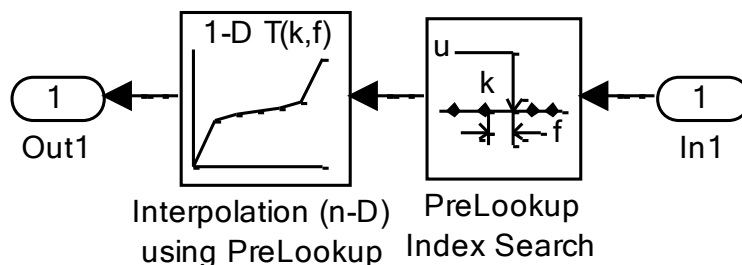 1-D T(k,f)
u
k
f
1
Out1
1
In1
Interpolation (n-D)
using PreLookup
PreLookup
Index Search